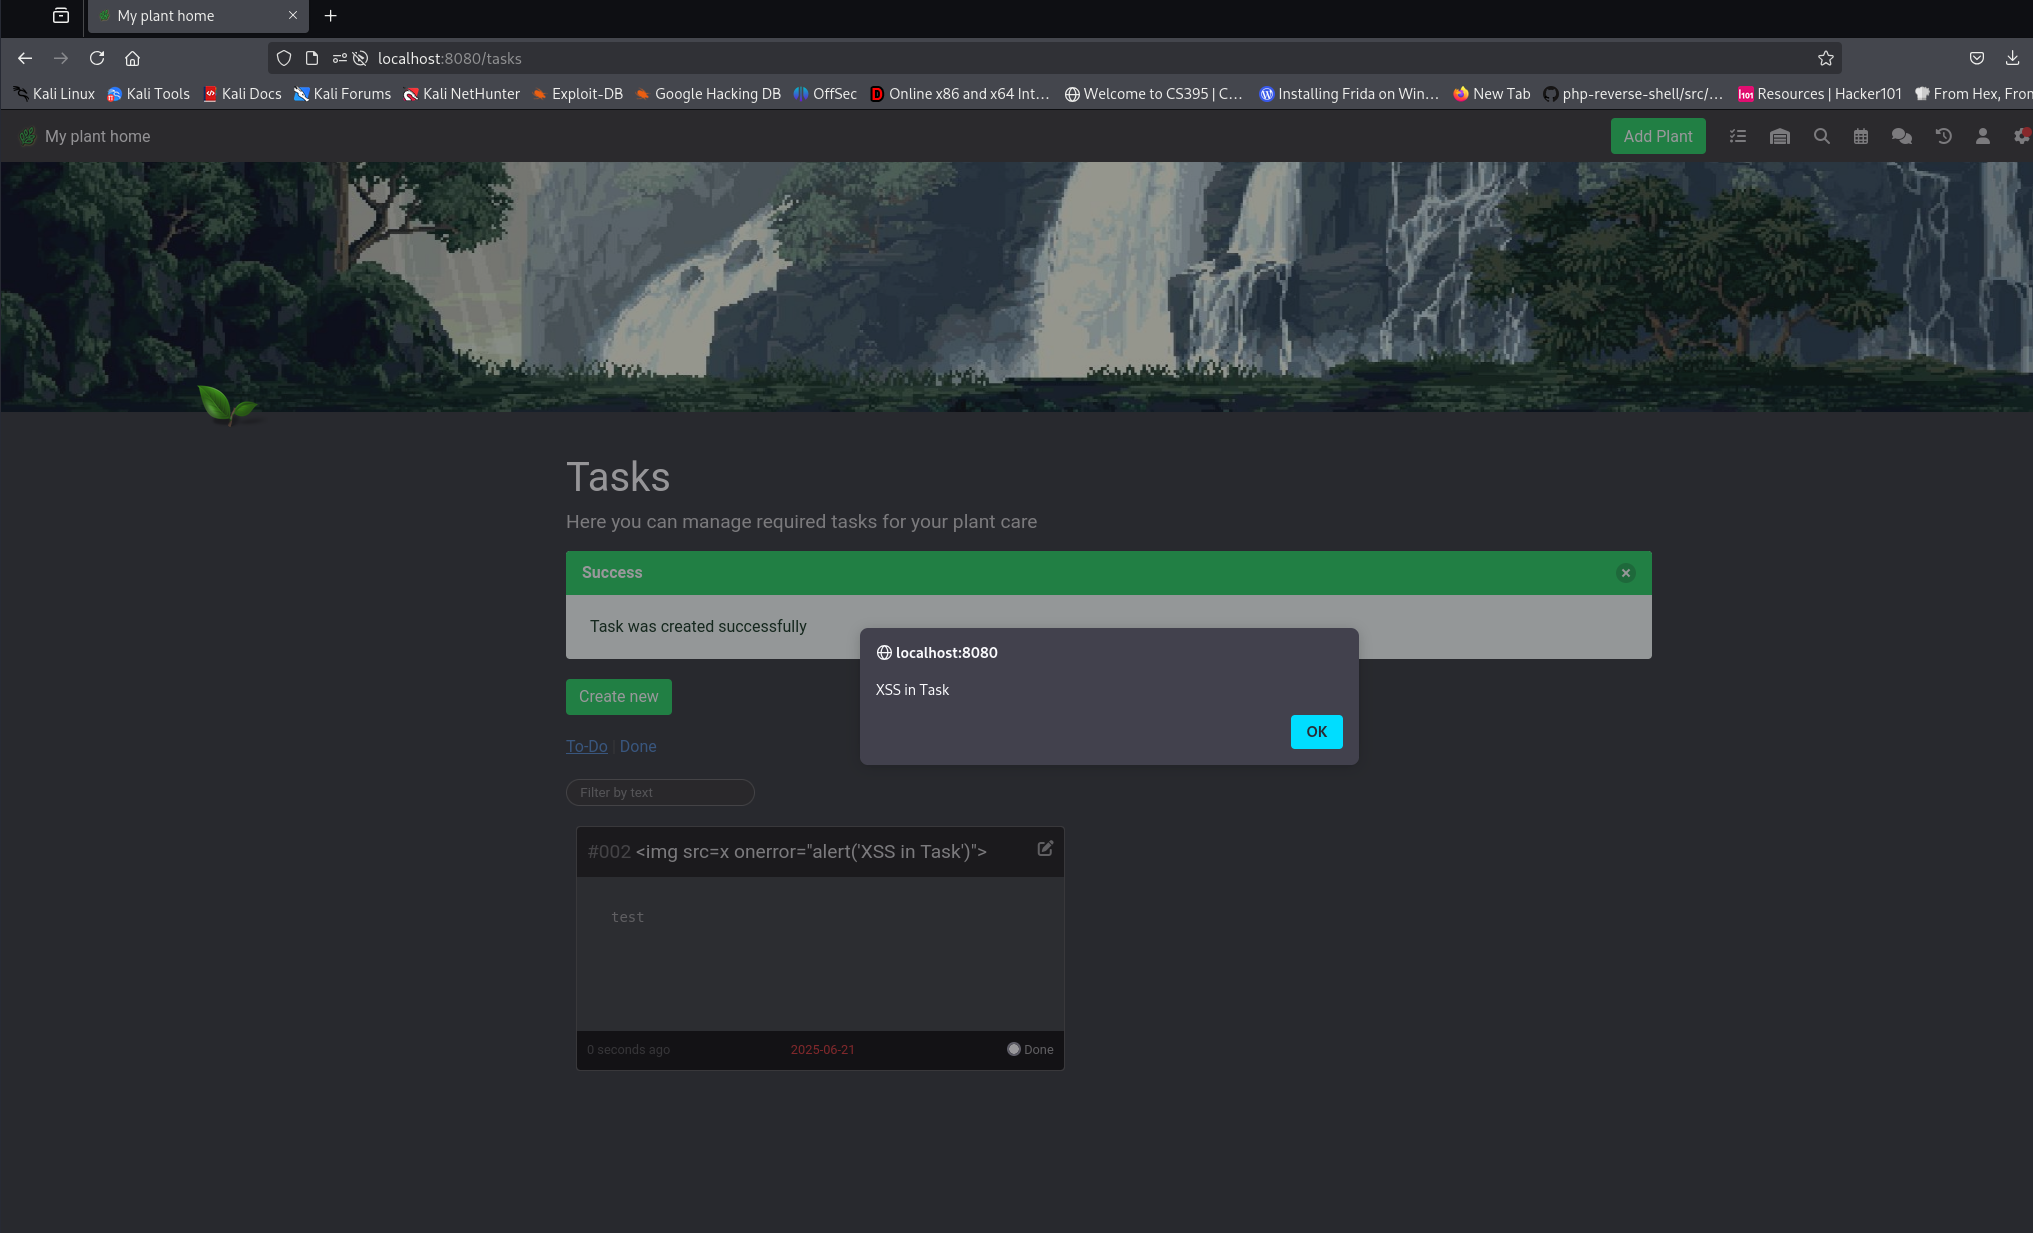 My plant home
localhost:8080/tasks
Kali Linux Kali Tools Kali Docs Kali Forums Kali NetHunter Exploit-DB Google Hacking DB OffSec Online x86 and x64 Int… Welcome to CS395 | C… Installing Frida on Win… New Tab php-reverse-shell/src/… Resources | Hacker101 From Hex, Fron
My plant home Add Plant
Tasks
Here you can manage required tasks for your plant care
Success
Task was created successfully
localhost:8080
XSS in Task
OK
Create new
To-Do | Done
Filter by text
#002 <img src=x onerror="alert('XSS in Task')">
test
0 seconds ago 2025-06-21 Done